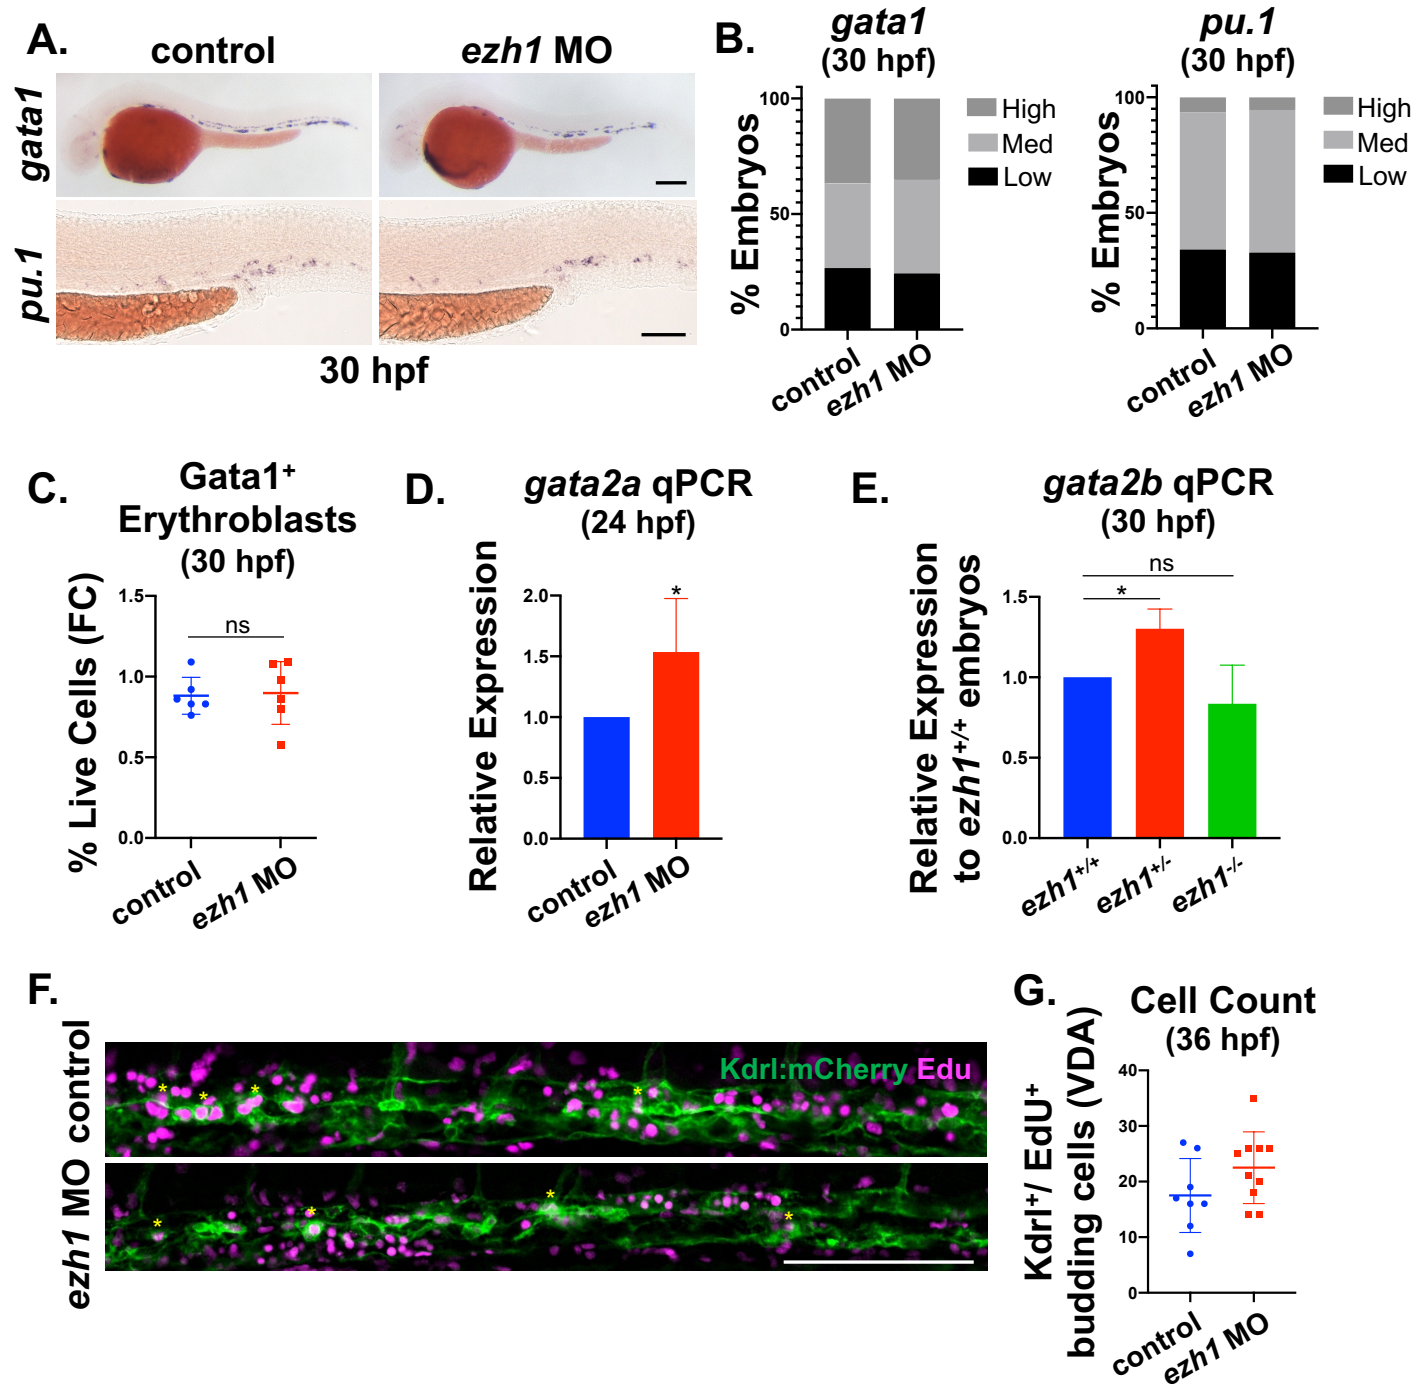 A.
control
ezh1 MO
gata1
pu.1
30 hpf
B.
gata1
(30 hpf)
% Embryos
100
50
0
control
ezh1 MO
High
Med
Low
pu.1
(30 hpf)
% Embryos
100
50
0
control
ezh1 MO
High
Med
Low
C.
Gata1⁺
Erythroblasts
(30 hpf)
% Live Cells (FC)
1.5
1.0
0.5
0.0
ns
control
ezh1 MO
D.
gata2a qPCR
(24 hpf)
Relative Expression
2.0
1.5
1.0
0.5
0.0
*
control
ezh1 MO
E.
gata2b qPCR
(30 hpf)
Relative Expression
to ezh1⁺/⁺ embryos
1.5
1.0
0.5
0.0
ns
*
ezh1⁺/⁺
ezh1⁺/⁻
ezh1⁻/⁻
F.
control
ezh1 MO
Kdrl:mCherry Edu
* * * *
* * * *
G.
Cell Count
(36 hpf)
Kdrl⁺/ EdU⁺
budding cells (VDA)
40
30
20
10
0
control
ezh1 MO